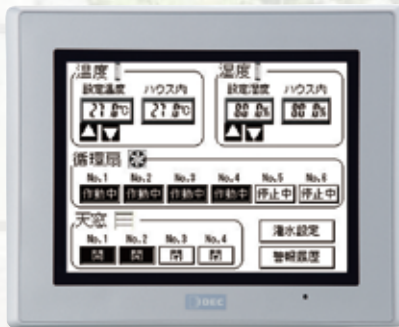 温度 湿度
設定温度 ハウス内 設定湿度 ハウス内
27.0℃ 27.0℃ 80.0% 80.0%
循環扇
No.1 No.2 No.3 No.4 No.5 No.6
作動中 作動中 作動中 作動中 停止中 停止中
天窓
No.1 No.2 No.3 No.4
開 開 閉 閉
潅水設定
警報履歴
IDEC